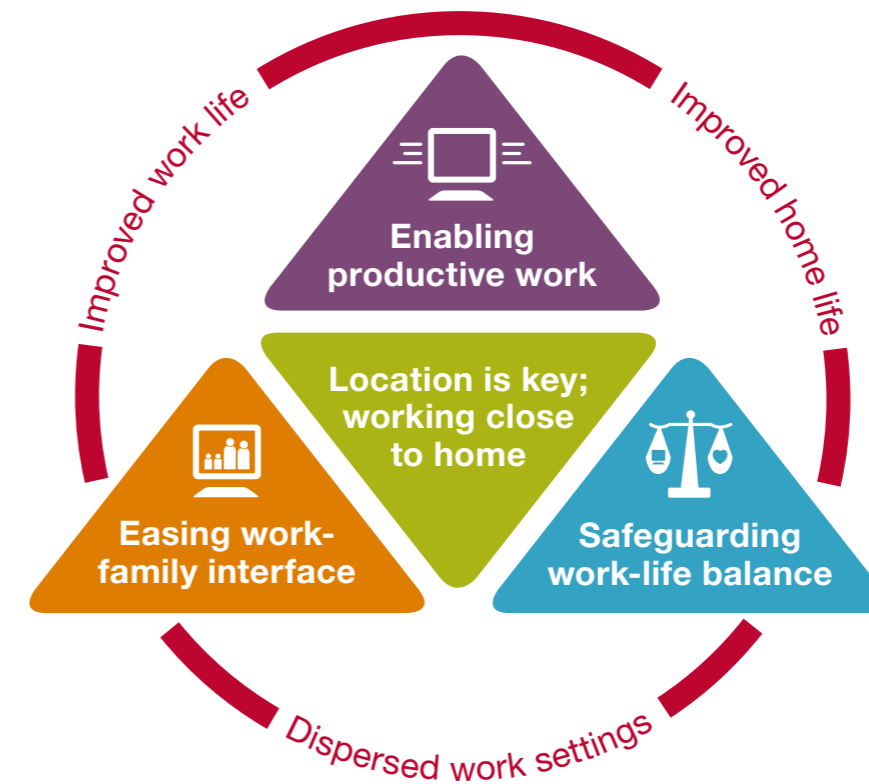 Improved work life
Improved home life
Enabling
productive work
Location is key;
working close
to home
Easing work-
family interface
Safeguarding
work-life balance
Dispersed work settings